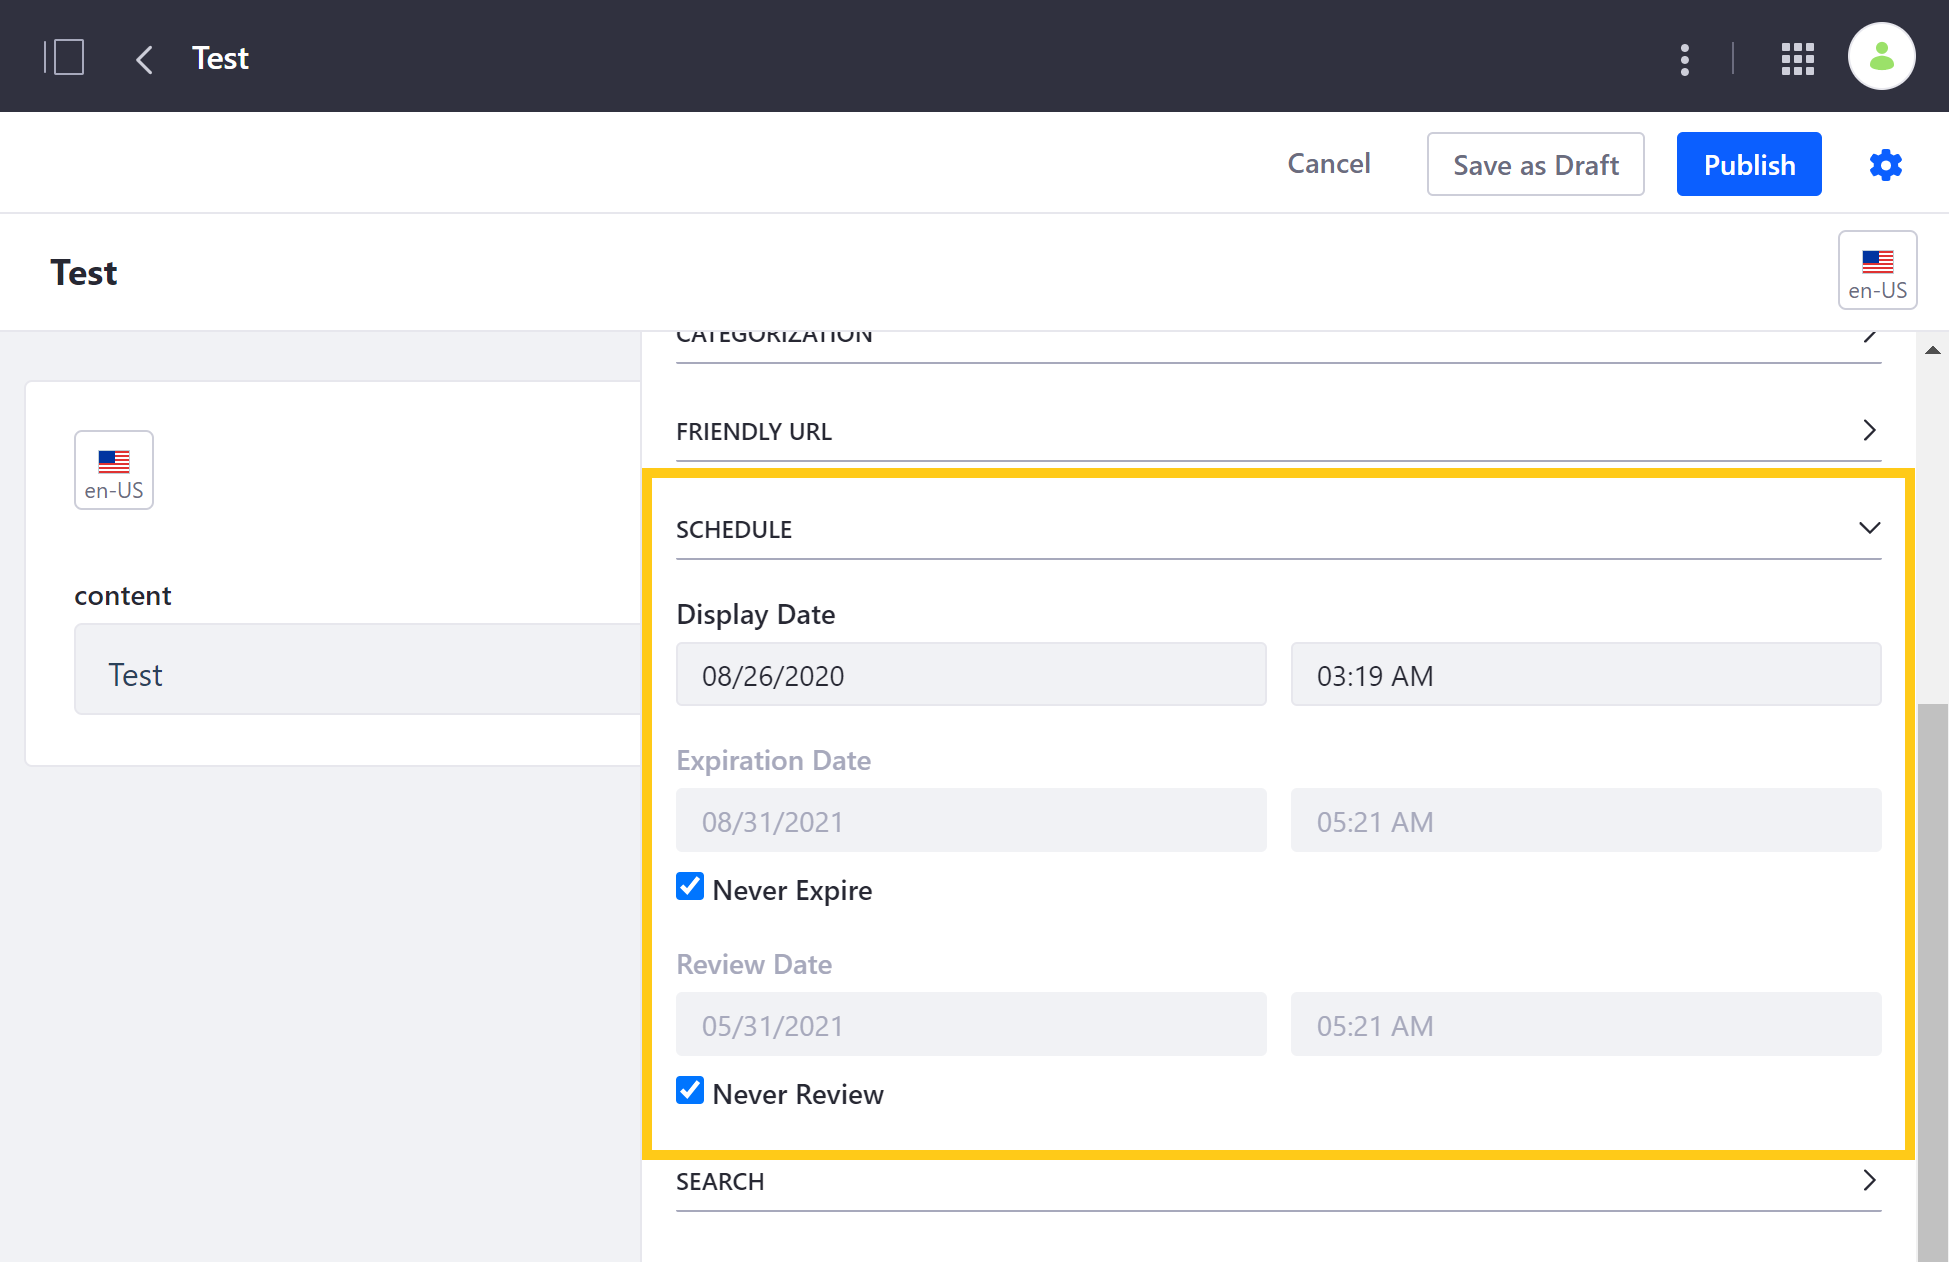 Test
Cancel
Save as Draft
Publish
Test
en-US
CATEGORIZATION
FRIENDLY URL
en-US
SCHEDULE
content
Test
Display Date
08/26/2020
03:19 AM
Expiration Date
08/31/2021
05:21 AM
Never Expire
Review Date
05/31/2021
05:21 AM
Never Review
SEARCH